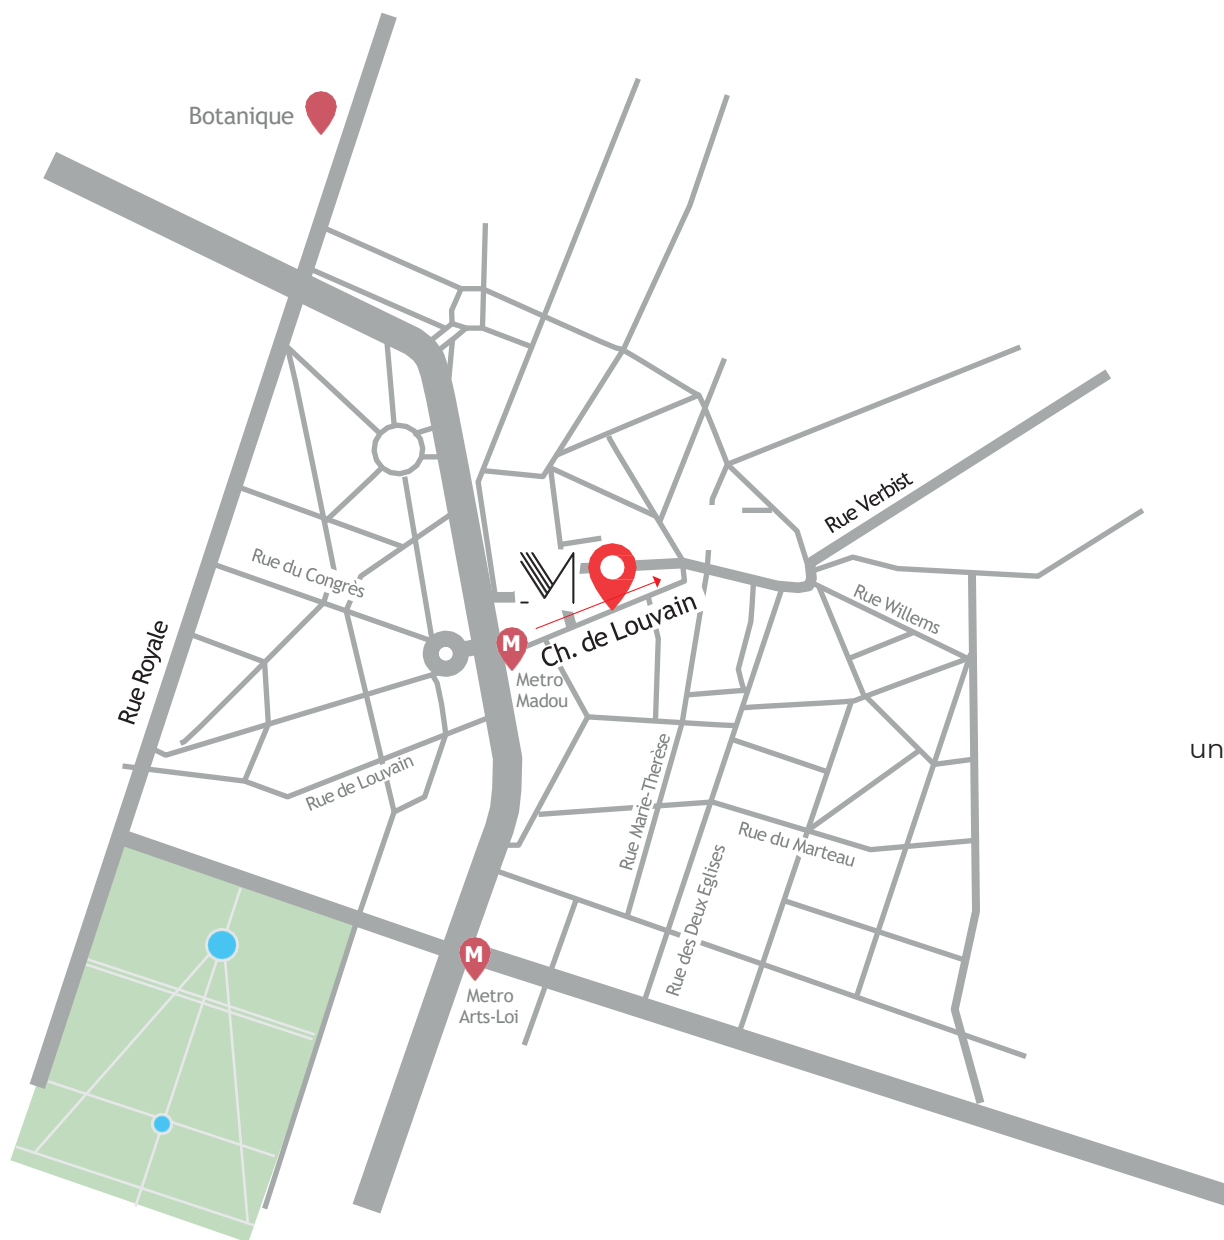 Botanique
Rue Verbist
Rue du Congrès
Rue Willems
Ch. de Louvain
M
Metro
Madou
Rue Royale
un
Rue de Louvain
Rue Marie-Therèse
Rue du Marteau
Rue des Deux Eglises
M
Metro
Arts-Loi